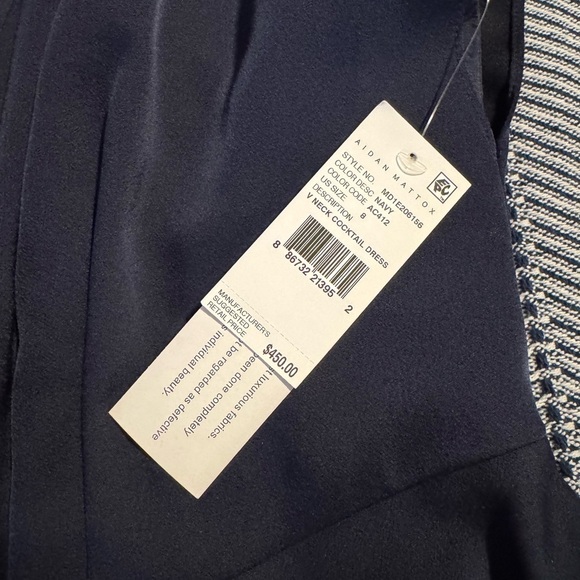 AIDAN MATTOX
STYLE NO. MD1E206156
COLOR DESC NAVY
COLOR CODE AC412
US SIZE 8
DESCRIPTION
V NECK COCKTAIL DRESS
8 86732 21395 2
MANUFACTURER'S
SUGGESTED
RETAIL PRICE
$450.00
luxurious fabrics.
een done completely
be regarded as defective
individual beauty.